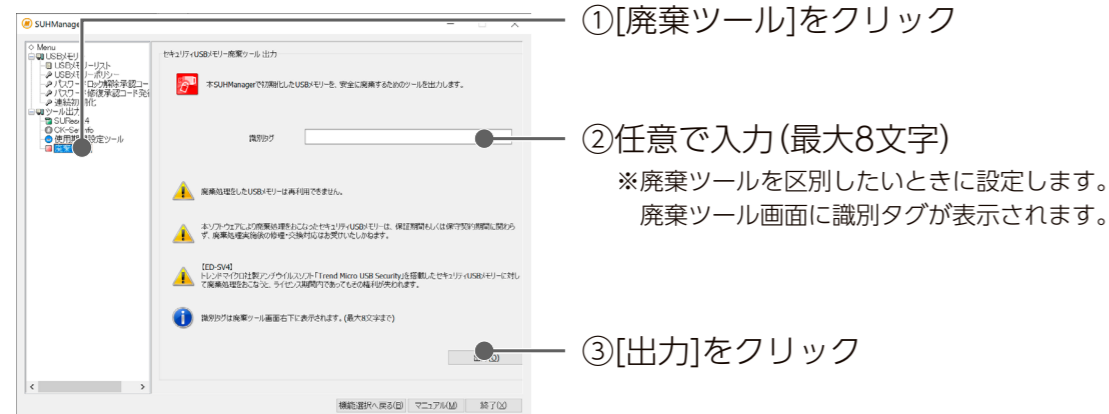 SUHManage
①[廃棄ツール]をクリック
Menu
USBメモリ
USBメモリーリスト
USBメモリーポリシー
パスワードロック解除承認コー
パスワード修復承認コード発行
連続初期化
ツール出力
CK-Se
使用期 設定ツール
セキュリティUSBメモリー廃棄ツール 出力
本SUHManagerで初期化したUSBメモリーを、安全に廃棄するためのツールを出力します。
識別タグ
②任意で入力(最大8文字)
※廃棄ツールを区別したいときに設定します。
廃棄ツール画面に識別タグが表示されます。
廃棄処理をしたUSBメモリーは再利用できません。
本ソフトウェアにより廃棄処理をおこなったセキュリティUSBメモリーは、保証期間もしくは保守契約期間に関わら
ず、廃棄処理実施後の修理・交換対応はお受けいたしかねます。
【ED-SV4】
トレンドマイクロ社製アンチウイルスソフト「Trend Micro USB Security」を搭載したセキュリティUSBメモリーに対し
て廃棄処理をおこなうと、ライセンス期間内であってもその権利が失われます。
識別タグは廃棄ツール画面右下に表示されます。(最大8文字まで)
③[出力]をクリック
機能選択へ戻る(B) マニュアル(M) 終了(X)